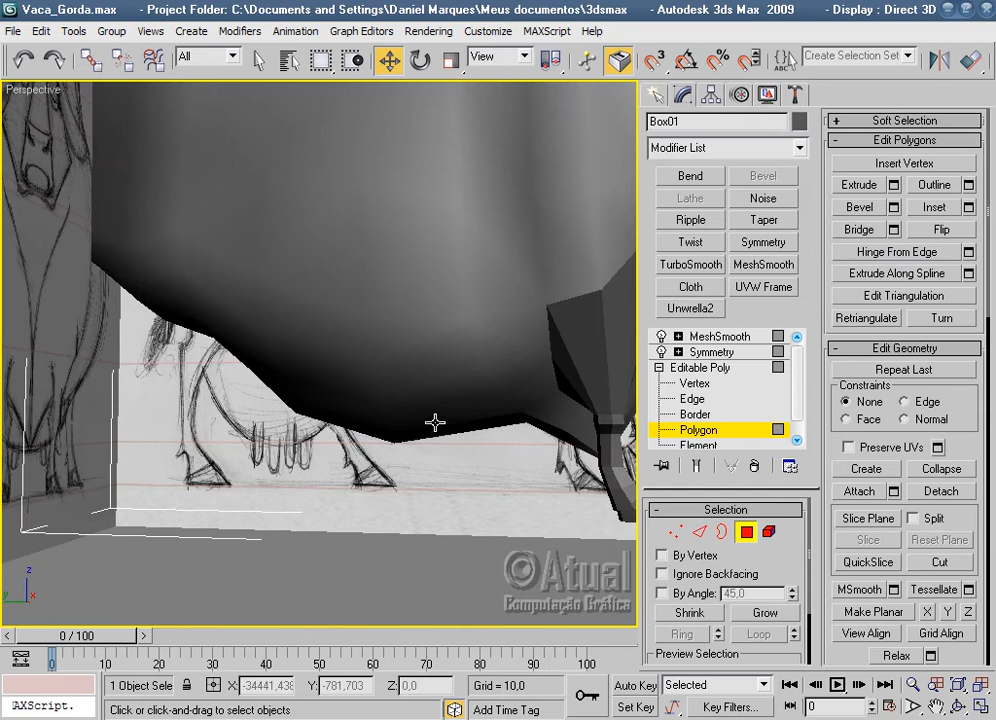 Vaca_Gorda.max - Project Folder: C:\Documents and Settings\Daniel Marques\Meus documentos\3dsmax - Autodesk 3ds Max 2009 - Display : Direct 3D
File Edit Tools Group Views Create Modifiers Animation Graph Editors Rendering Customize MAXScript Help
All View Create Selection Set
Perspective
Box01
Modifier List
Bend Bevel
Lathe Noise
Ripple Taper
Twist Symmetry
TurboSmooth MeshSmooth
Cloth UVW Frame
Unwrella2
MeshSmooth
Symmetry
Editable Poly
Vertex
Edge
Border
Polygon
Element
- Selection
By Vertex
Ignore Backfacing
By Angle: 45,0
Shrink Grow
Ring Loop
Preview Selection
+ Soft Selection
- Edit Polygons
Insert Vertex
Extrude Outline
Bevel Inset
Bridge Flip
Hinge From Edge
Extrude Along Spline
Edit Triangulation
Retriangulate Turn
- Edit Geometry
Repeat Last
Constraints
None Edge
Face Normal
Preserve UVs
Create Collapse
Attach Detach
Slice Plane Split
Slice Reset Plane
QuickSlice Cut
MSmooth Tessellate
Make Planar X Y Z
View Align Grid Align
Relax
z
y x
©Atual
Computação Gráfica
< 0 / 100 >
0 10 20 30 40 50 60 70 80 90 100
1 Object Sele X: -34441,438 Y: -781,703 Z: 0,0 Grid = 10,0
Auto Key Selected
AXScript. Click or click-and-drag to select objects Add Time Tag
Set Key Key Filters... 0